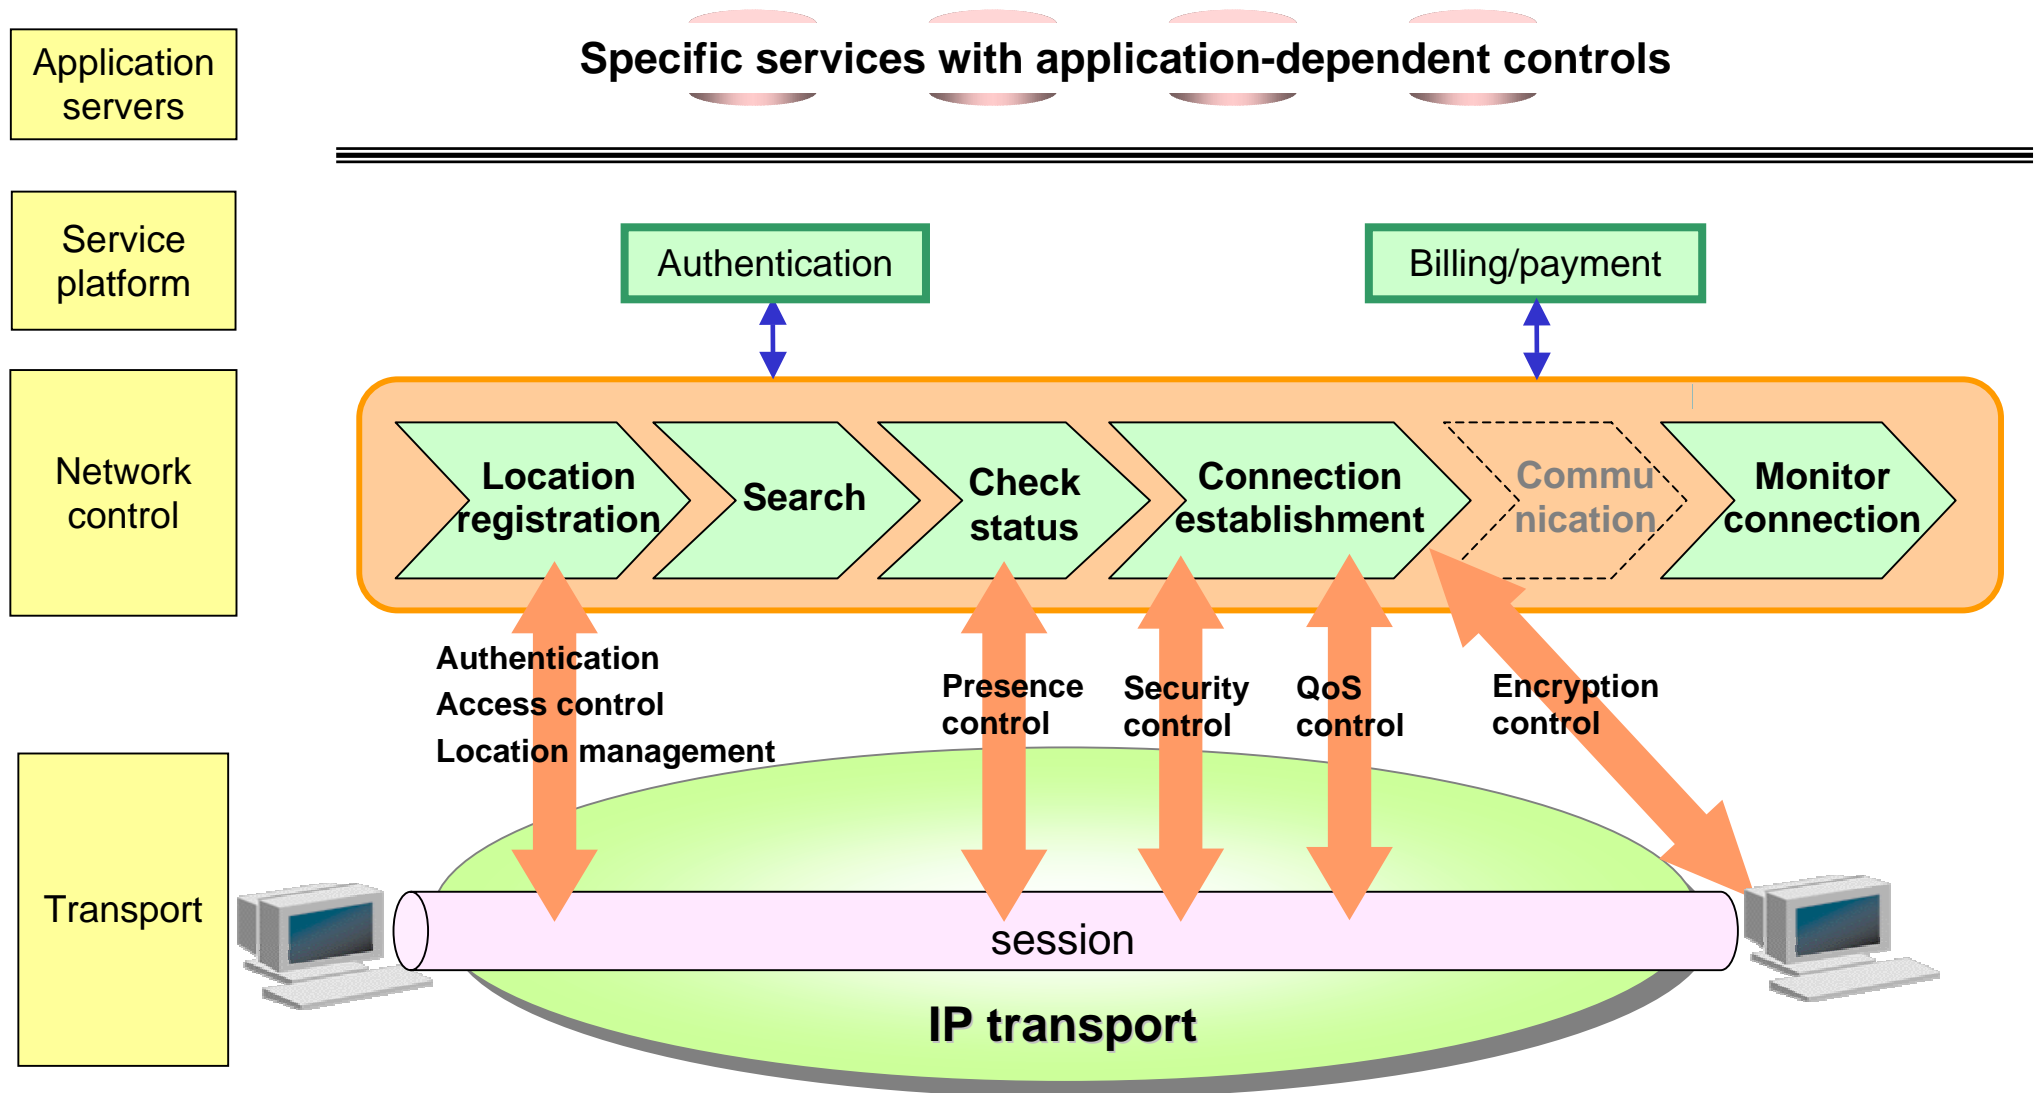 Application
servers
Specific services with application-dependent controls
Service
platform
Authentication
Billing/payment
Network
control
Location
registration
Search
Check
status
Connection
establishment
Commu
nication
Monitor
connection
Authentication
Access control
Location management
Presence
control
Security
control
QoS
control
Encryption
control
Transport
session
IP transport